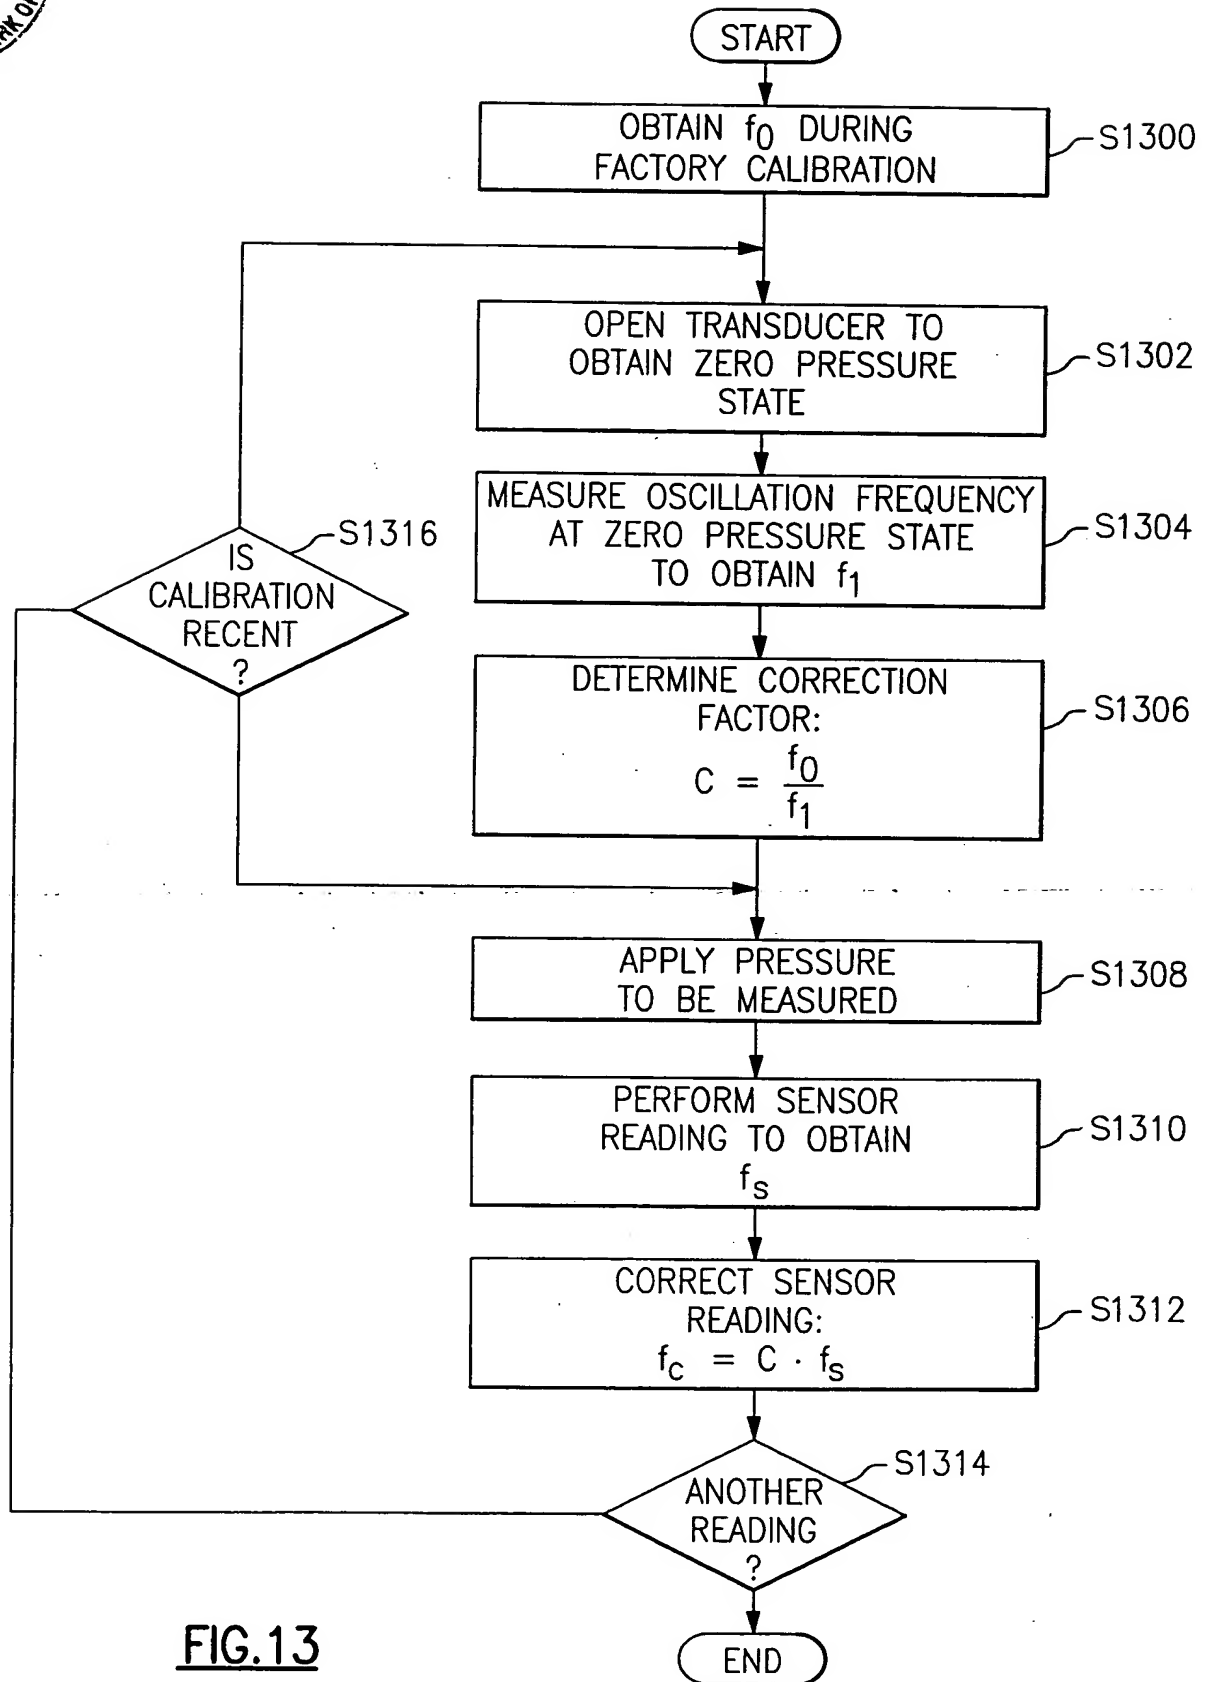 START
OBTAIN f0 DURING
FACTORY CALIBRATION
S1300
OPEN TRANSDUCER TO
OBTAIN ZERO PRESSURE
STATE
S1302
MEASURE OSCILLATION FREQUENCY
AT ZERO PRESSURE STATE
TO OBTAIN f1
S1304
S1316
IS
CALIBRATION
RECENT
?
DETERMINE CORRECTION
FACTOR:
C = f0
f1
S1306
APPLY PRESSURE
TO BE MEASURED
S1308
PERFORM SENSOR
READING TO OBTAIN
fs
S1310
CORRECT SENSOR
READING:
fc = C · fs
S1312
S1314
ANOTHER
READING
?
END
FIG.13